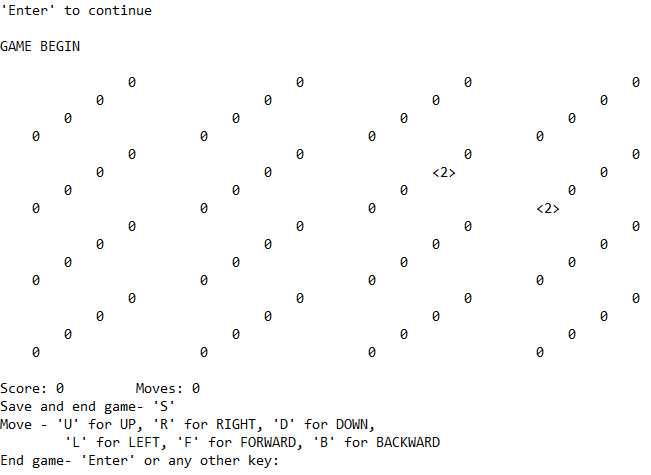 'Enter' to continue
GAME BEGIN
0 0 0 0
0 0 0 0
0 0 0 0
0 0 0 0
0 0 0 0
0 0 <2> 0
0 0 0 0
0 0 0 <2>
0 0 0 0
0 0 0 0
0 0 0 0
0 0 0 0
0 0 0 0
0 0 0 0
0 0 0 0
0 0 0 0
Score: 0 Moves: 0
Save and end game- 'S'
Move - 'U' for UP, 'R' for RIGHT, 'D' for DOWN,
'L' for LEFT, 'F' for FORWARD, 'B' for BACKWARD
End game- 'Enter' or any other key: